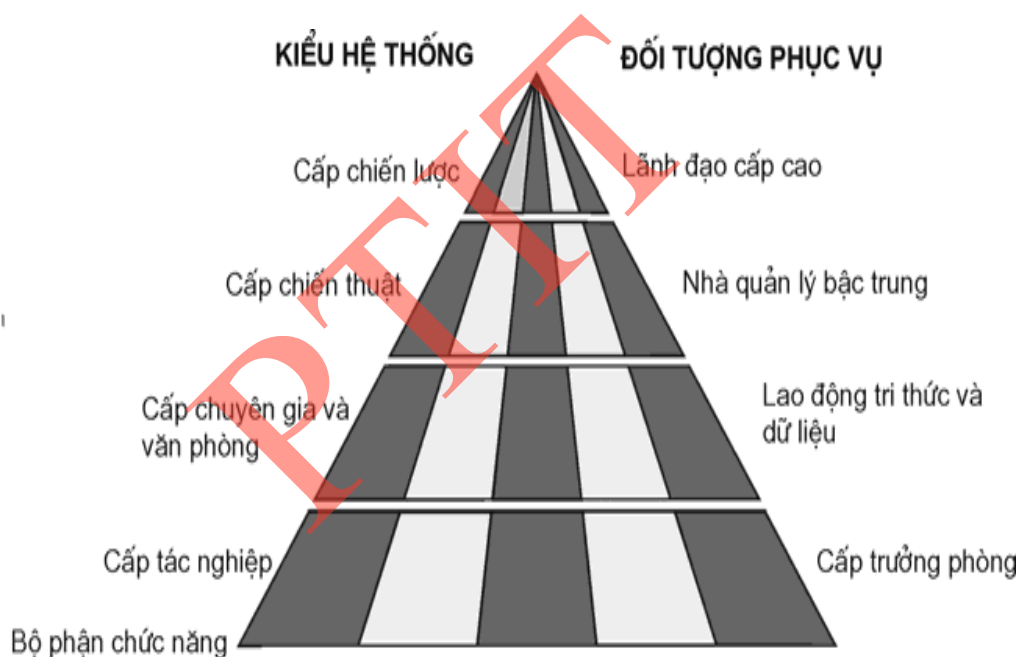 KIỂU HỆ THỐNG
ĐỐI TƯỢNG PHỤC VỤ
Cấp chiến lược
Lãnh đạo cấp cao
Cấp chiến thuật
Nhà quản lý bậc trung
Cấp chuyên gia và
văn phòng
Lao động tri thức và
dữ liệu
Cấp tác nghiệp
Cấp trưởng phòng
Bộ phận chức năng
PTIT